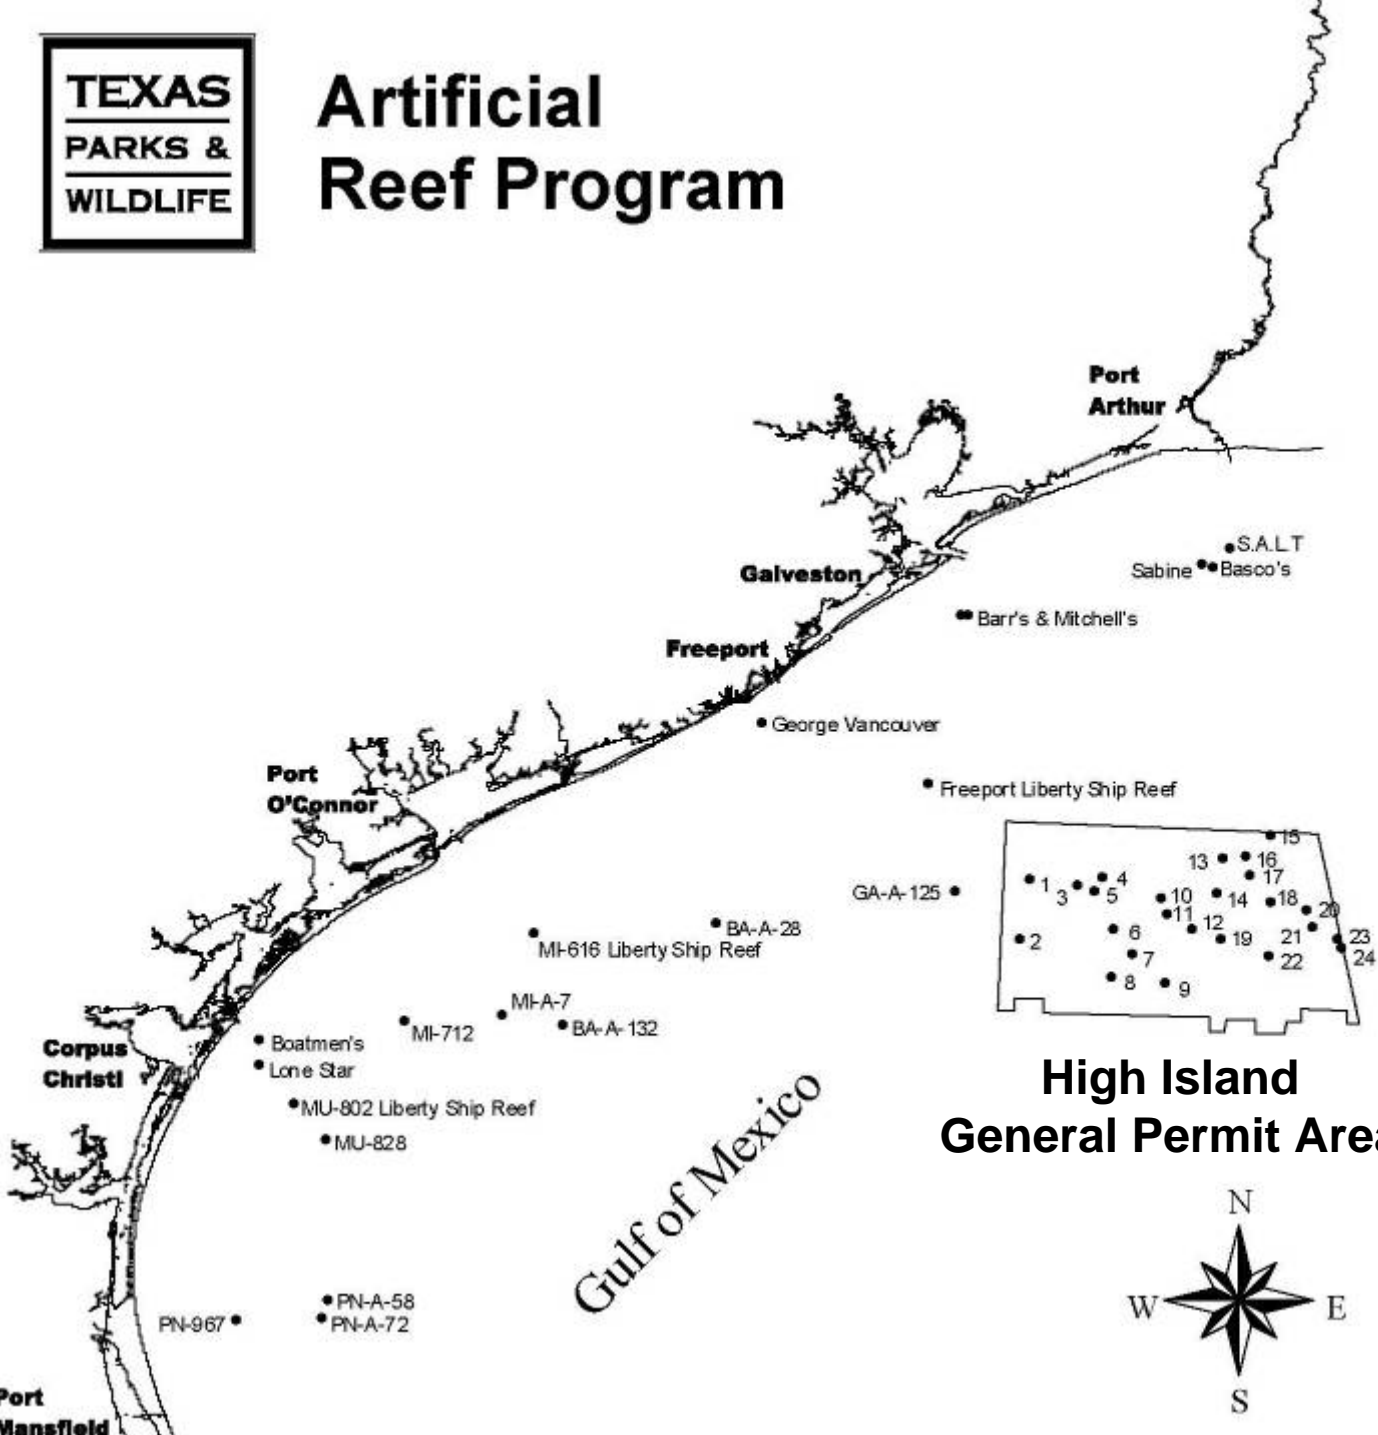 TEXAS
PARKS &
WILDLIFE
Artificial
Reef Program
Port
Arthur
S.A.L.T
Sabine
Basco's
Galveston
Barr's & Mitchell's
Freeport
George Vancouver
Port
O'Connor
Freeport Liberty Ship Reef
15
13
16
17
1
3
4
5
10
14
18
GA-A-125
11
20
BA-A-28
MI-616 Liberty Ship Reef
2
6
12
19
21
23
7
22
24
8
9
MI-A-7
MI-712
BA-A-132
Boatmen's
Lone Star
Corpus
Christi
High Island
General Permit Area
MU-802 Liberty Ship Reef
MU-828
Gulf of Mexico
N
W
E
S
PN-A-58
PN-967
PN-A-72
Port
Mansfield